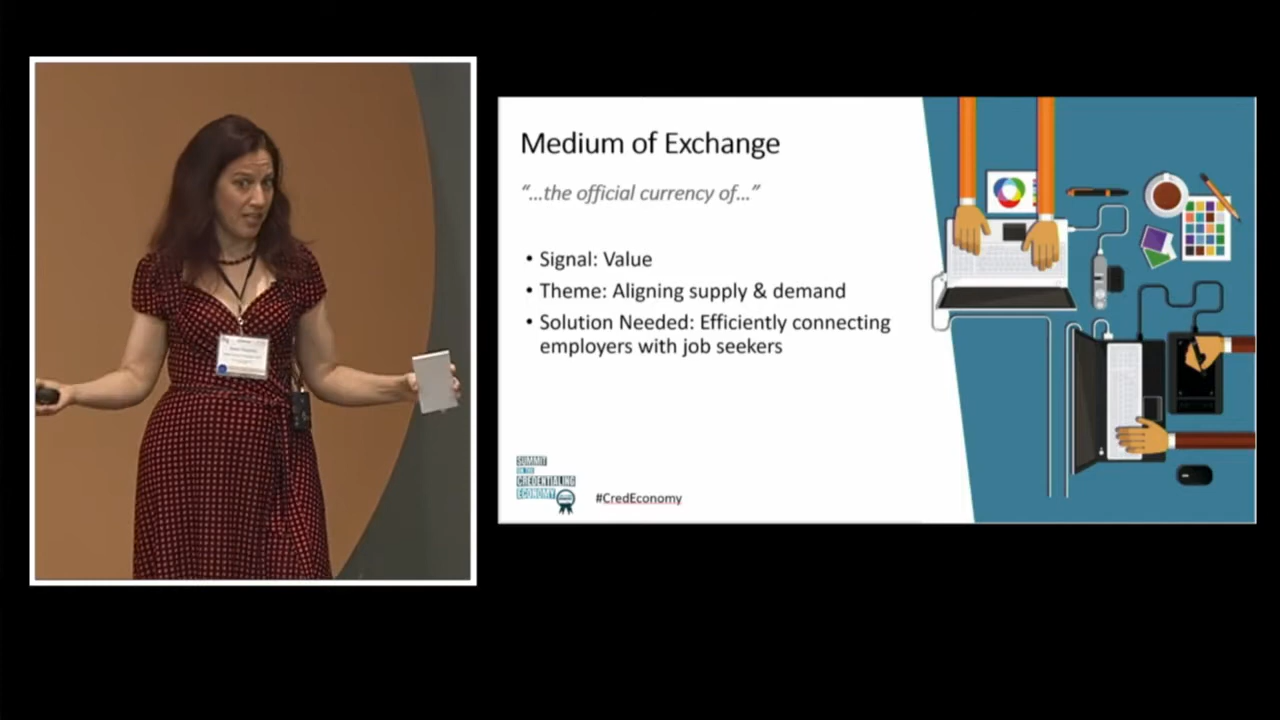 Medium of Exchange
“...the official currency of...”
• Signal: Value
• Theme: Aligning supply & demand
• Solution Needed: Efficiently connecting
employers with job seekers
SUMMIT
ON THE
CREDENTIALING
ECONOMY
#CredEconomy